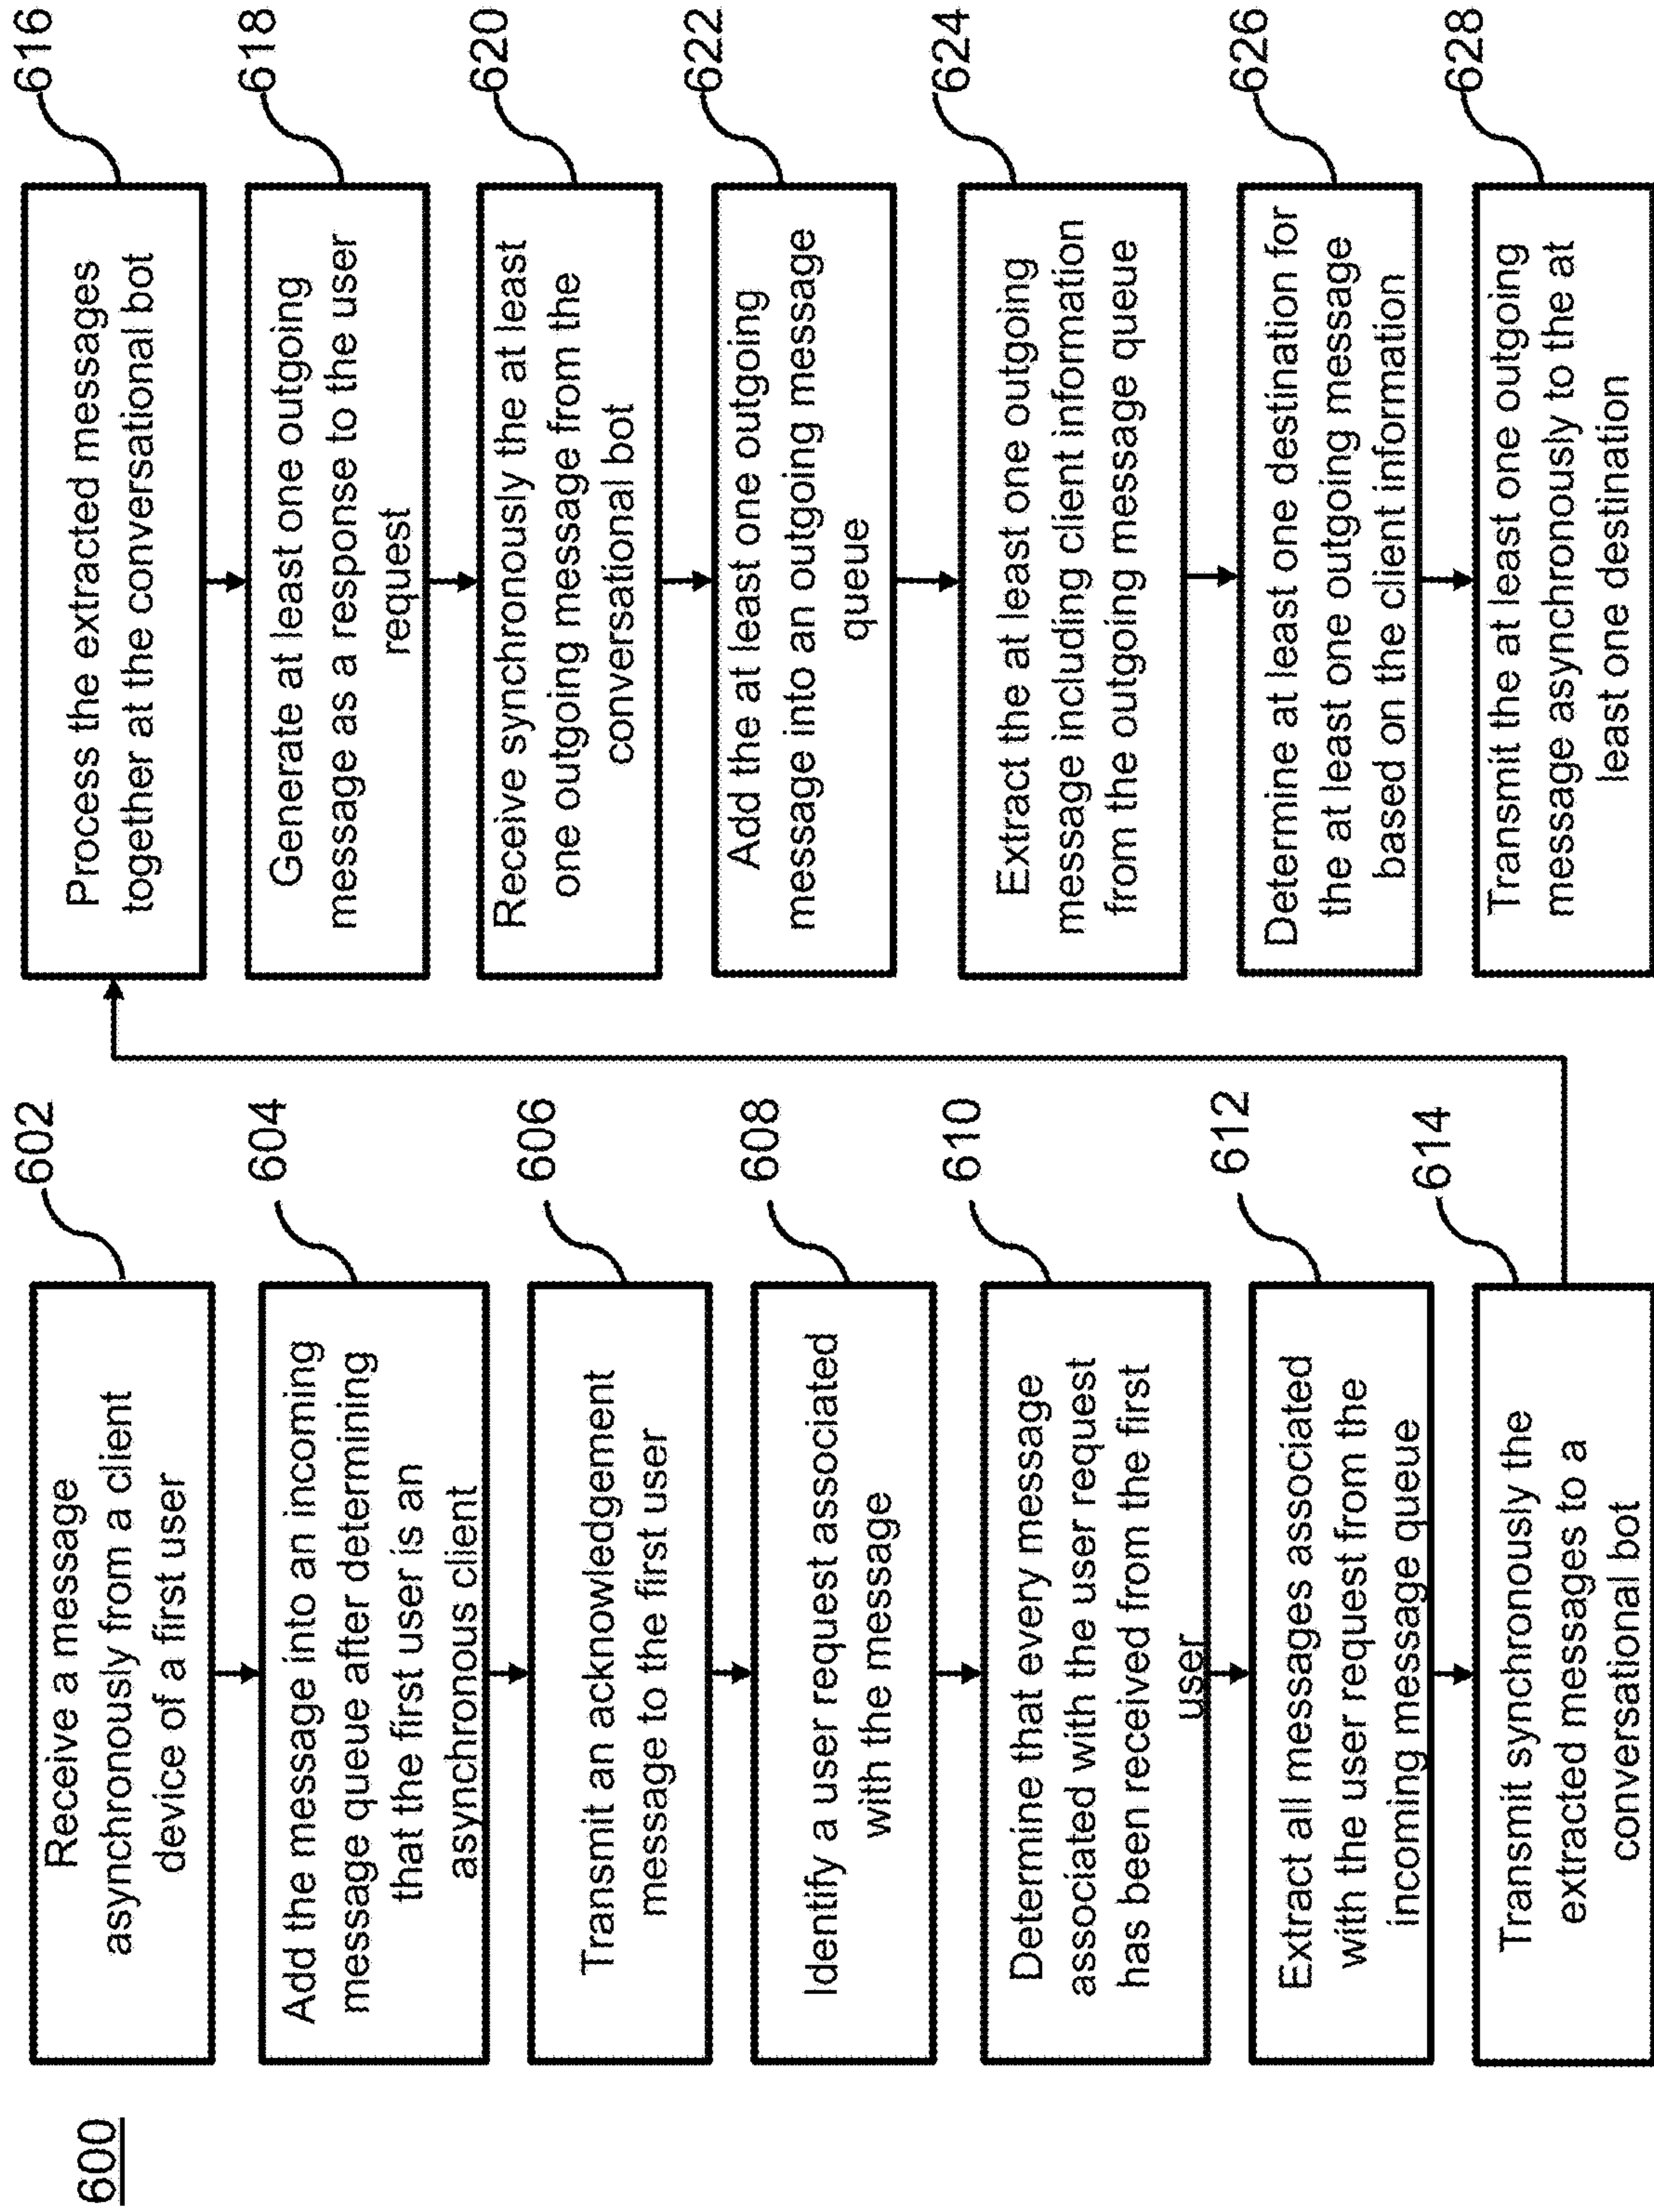 600
Receive a message
asynchronously from a client
device of a first user
602
Add the message into an incoming
message queue after determining
that the first user is an
asynchronous client
604
Transmit an acknowledgement
message to the first user
606
Identify a user request associated
with the message
608
Determine that every message
associated with the user request
has been received from the first
user
610
Extract all messages associated
with the user request from the
incoming message queue
612
Transmit synchronously the
extracted messages to a
conversational bot
614
Process the extracted messages
together at the conversational bot
616
Generate at least one outgoing
message as a response to the user
request
618
Receive synchronously the at least
one outgoing message from the
conversational bot
620
Add the at least one outgoing
message into an outgoing message
queue
622
Extract the at least one outgoing
message including client information
from the outgoing message queue
624
Determine at least one destination for
the at least one outgoing message
based on the client information
626
Transmit the at least one outgoing
message asynchronously to the at
least one destination
628